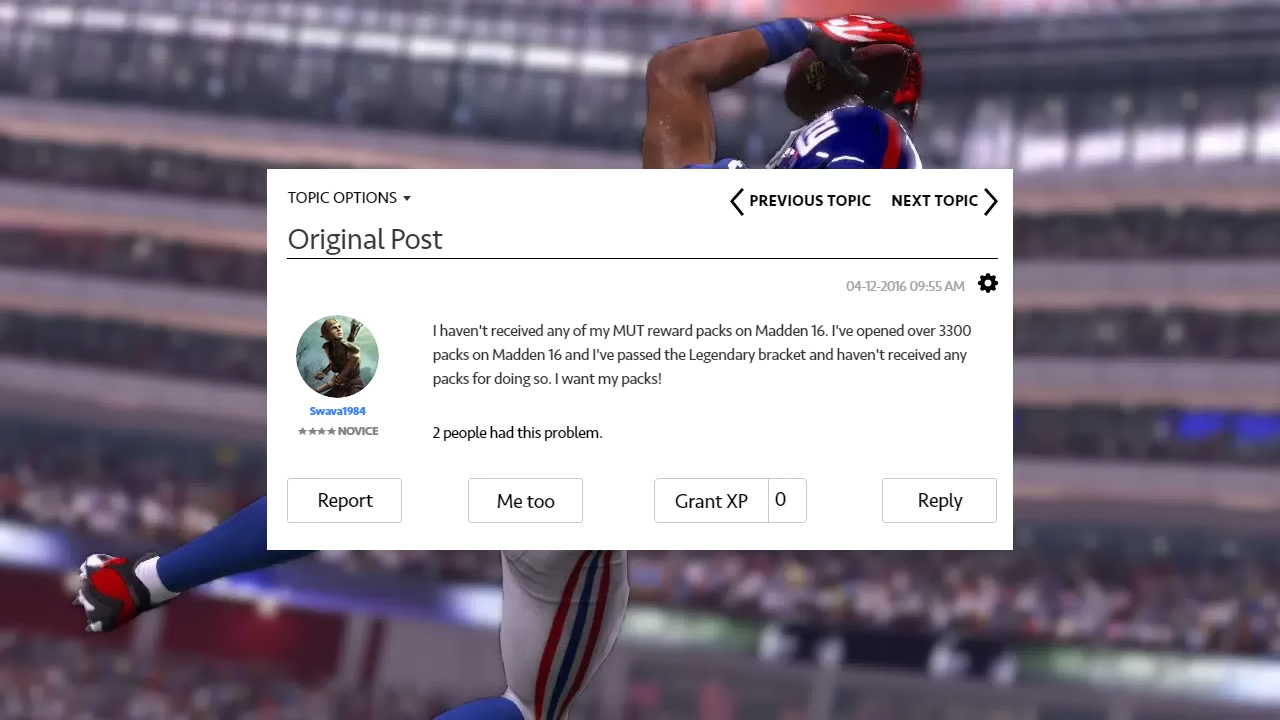 ny
TOPIC OPTIONS
PREVIOUS TOPIC NEXT TOPIC
Original Post
04-12-2016 09:55 AM
I haven't received any of my MUT reward packs on Madden 16. I've opened over 3300
packs on Madden 16 and I've passed the Legendary bracket and haven't received any
packs for doing so. I want my packs!
Swava1984
★★★★ NOVICE
2 people had this problem.
Report Me too Grant XP 0 Reply